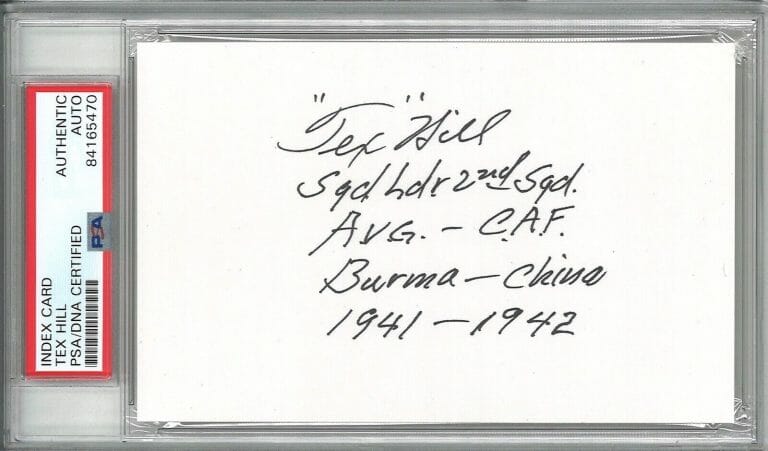 "Tex" Hill
Sqd Ldr 2nd Sqd.
AVG. – C.A.F.
Burma – China
1941 – 1942
INDEX CARD
TEX HILL
PSA/DNA CERTIFIED
AUTHENTIC
AUTO
84165470
PSA